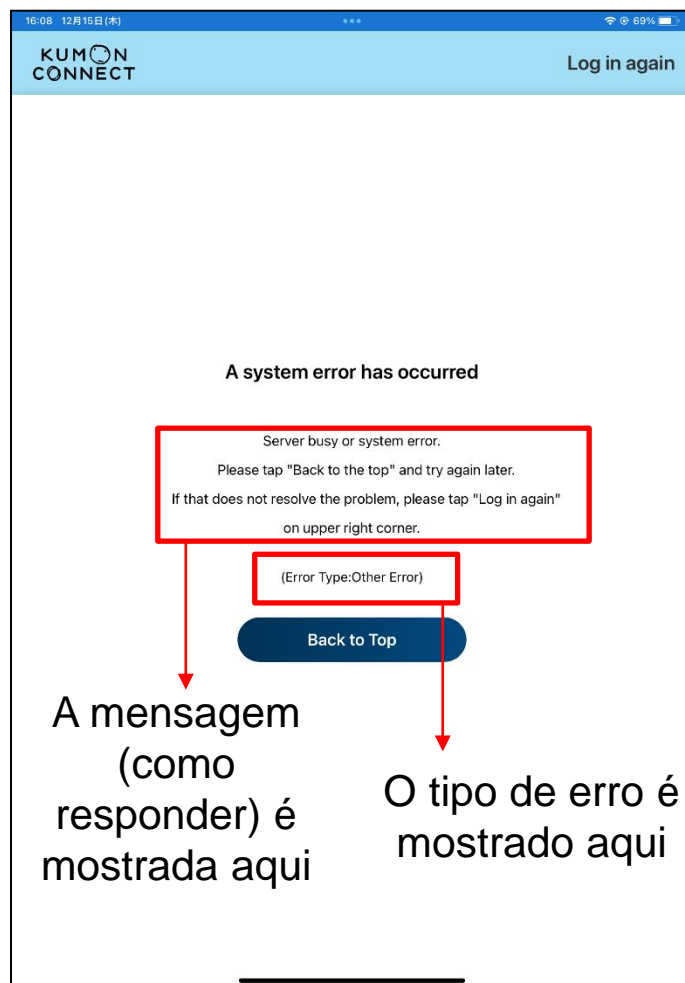 16:08 12月15日(木)
69%
KUMON
CONNECT
Log in again
A system error has occurred
Server busy or system error.
Please tap "Back to the top" and try again later.
If that does not resolve the problem, please tap "Log in again"
on upper right corner.
(Error Type:Other Error)
Back to Top
A mensagem
(como
responder) é
mostrada aqui
O tipo de erro é
mostrado aqui